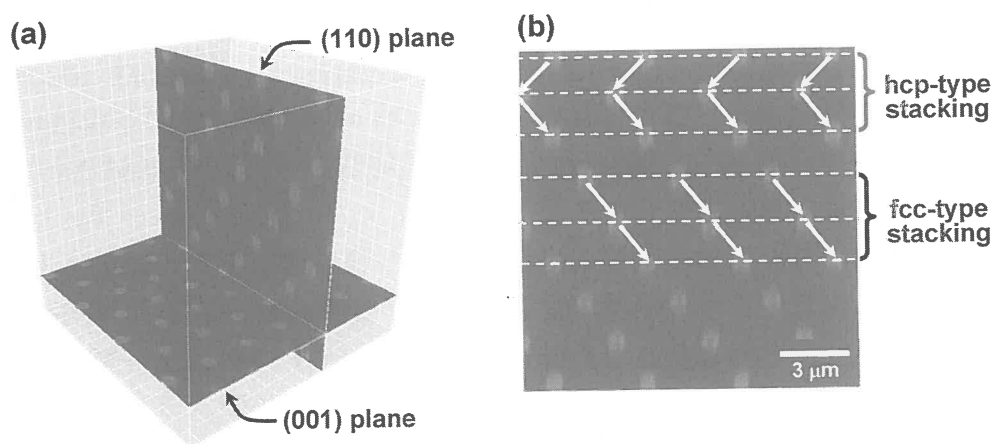 (a)
(110) plane
(001) plane
(b)
hcp-type
stacking
fcc-type
stacking
3 μm